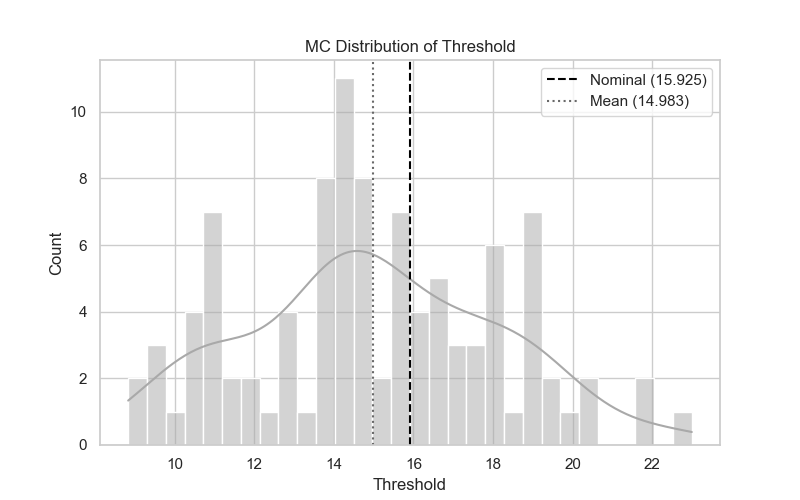 MC Distribution of Threshold
Nominal (15.925)
Mean (14.983)
Count
10
8
6
4
2
0
10 12 14 16 18 20 22
Threshold